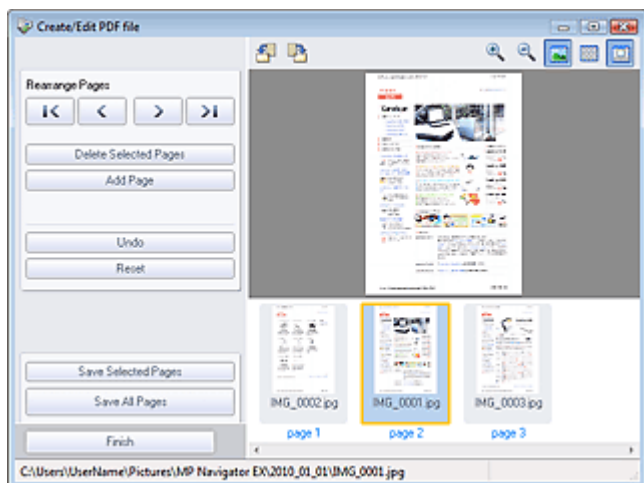 Create/Edit PDF file
Rearrange Pages
Delete Selected Pages
Add Page
Undo
Reset
Save Selected Pages
Save All Pages
Finish
IMG_0002.jpg
IMG_0001.jpg
IMG_0003.jpg
page 1
page 2
page 3
C:\Users\UserName\Pictures\MP Navigator EX\2010_01_01\IMG_0001.jpg